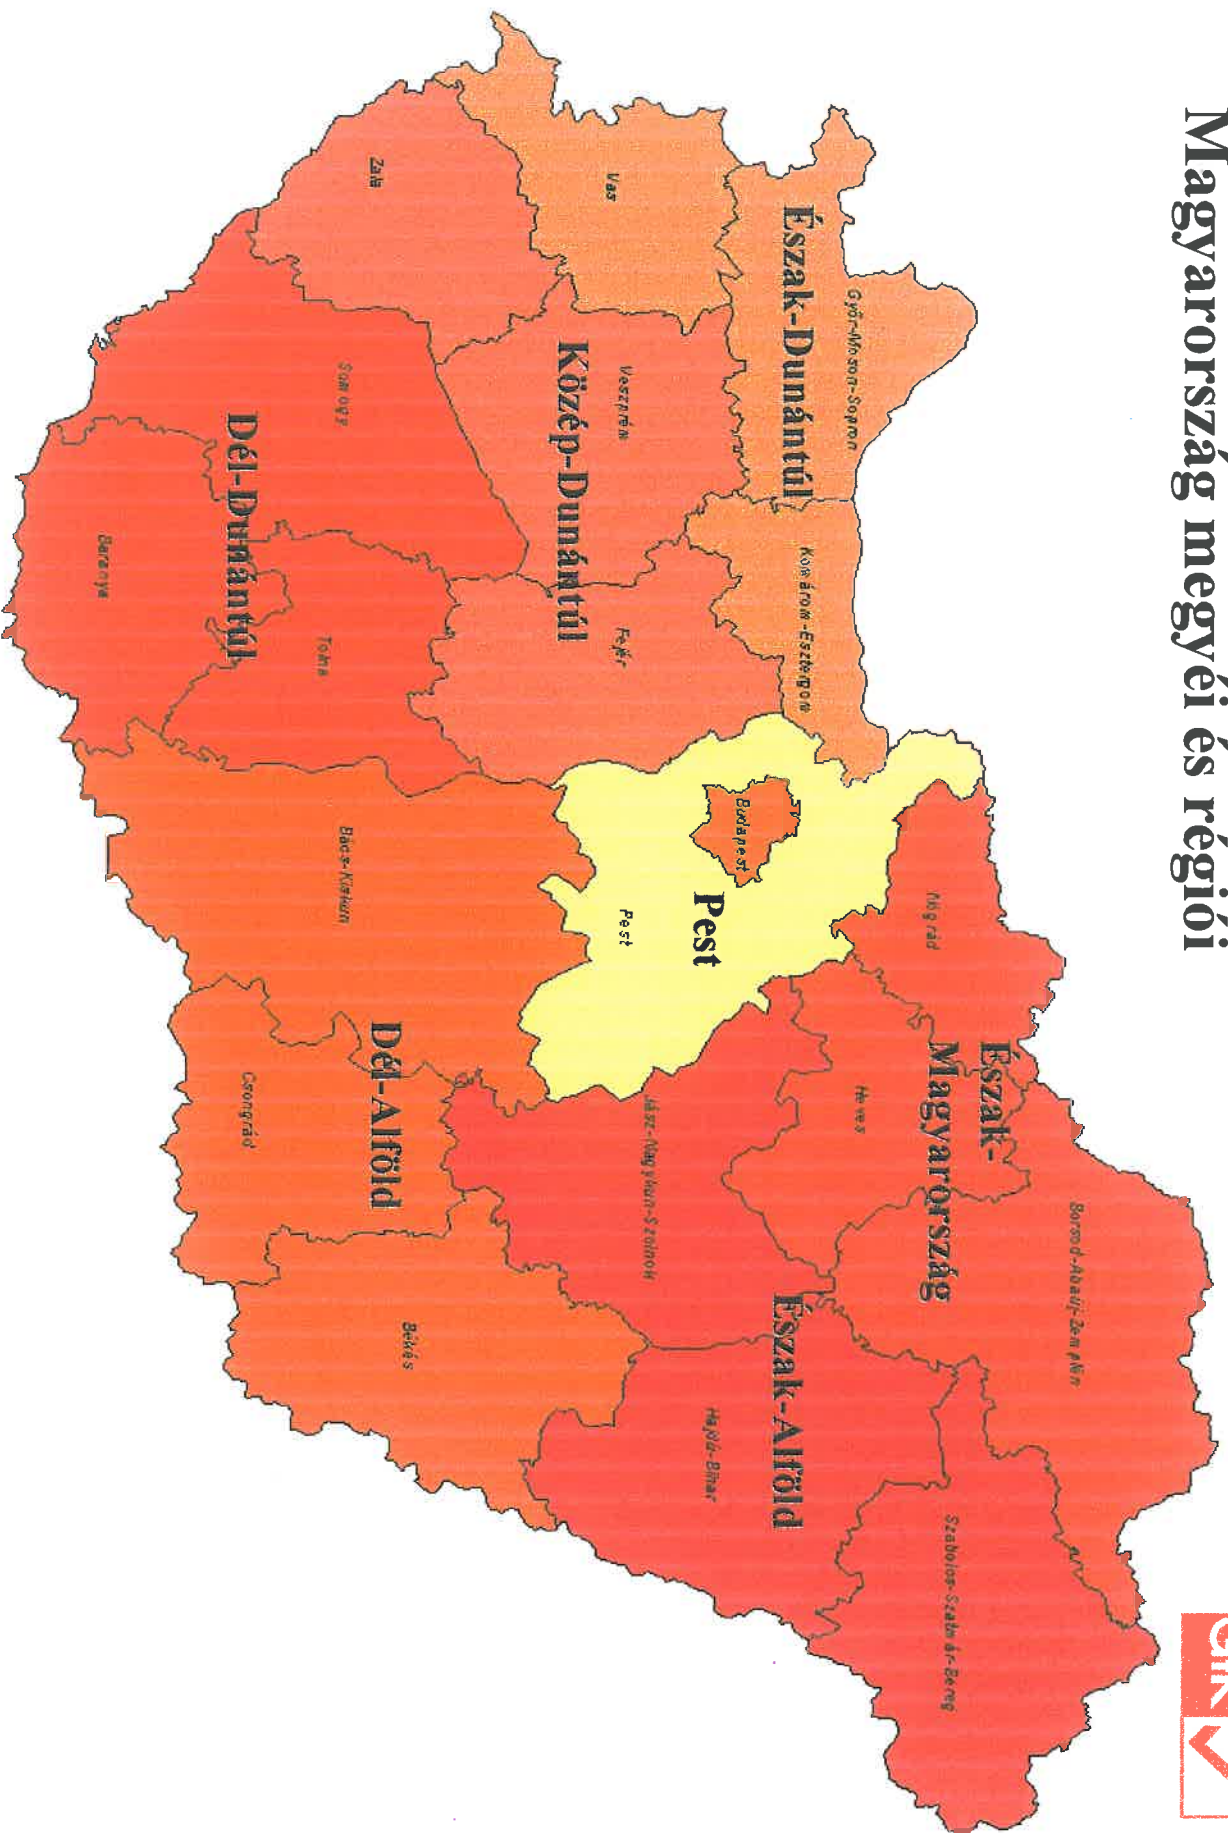 Magyarország megyéi és régiói
Észak-Dunántúl
Győr-Moson-Sopron
Vas
Komárom-Esztergom
Közép-Dunántúl
Veszprém
Fejér
Zala
Dél-Dunántúl
Somogy
Tolna
Baranya
Pest
Budapest
Pest
Észak-
Magyarország
Nógrád
Heves
Borsod-Abaúj-Zemplén
Észak-Alföld
Jász-Nagykun-Szolnok
Hajdú-Bihar
Szabolcs-Szatmár-Bereg
Dél-Alföld
Bács-Kiskun
Csongrád
Békés